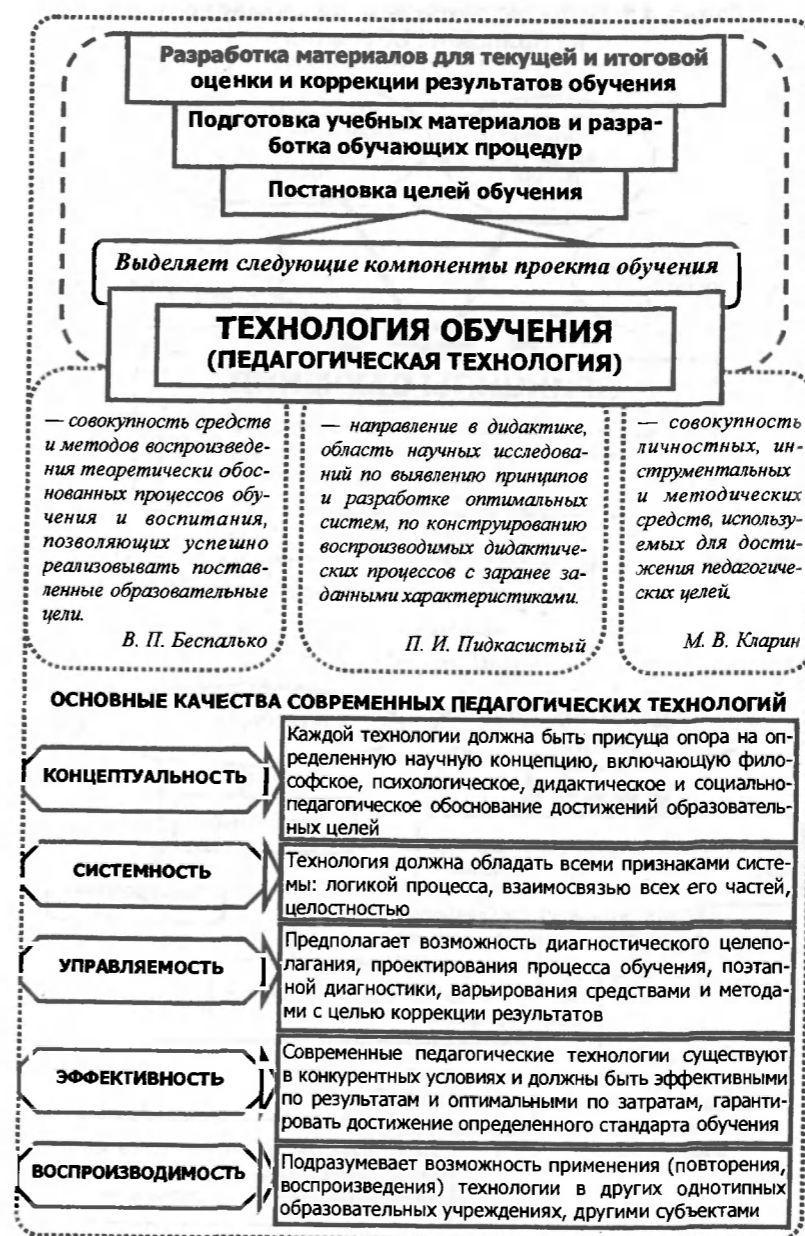 Разработка материалов для текущей и итоговой
оценки и коррекции результатов обучения
Подготовка учебных материалов и разра-
ботка обучающих процедур
Постановка целей обучения
Выделяет следующие компоненты проекта обучения
ТЕХНОЛОГИЯ ОБУЧЕНИЯ
(ПЕДАГОГИЧЕСКАЯ ТЕХНОЛОГИЯ)
— совокупность средств
и методов воспроизведе-
ния теоретически обос-
нованных процессов обу-
чения и воспитания,
позволяющих успешно
реализовывать постав-
ленные образовательные
цели.
В. П. Беспалько
— направление в дидактике,
область научных исследова-
ний по выявлению принципов
и разработке оптимальных
систем, по конструированию
воспроизводимых дидактиче-
ских процессов с заранее за-
данными характеристиками.
П. И. Пидкасистый
— совокупность
личностных, ин-
струментальных
и методических
средств, использу-
емых для дости-
жения педагогиче-
ских целей.
М. В. Кларин
ОСНОВНЫЕ КАЧЕСТВА СОВРЕМЕННЫХ ПЕДАГОГИЧЕСКИХ ТЕХНОЛОГИЙ
КОНЦЕПТУАЛЬНОСТЬ
Каждой технологии должна быть присуща опора на оп-
ределенную научную концепцию, включающую фило-
софское, психологическое, дидактическое и социально-
педагогическое обоснование достижений образователь-
ных целей
СИСТЕМНОСТЬ
Технология должна обладать всеми признаками систе-
мы: логикой процесса, взаимосвязью всех его частей,
целостностью
УПРАВЛЯЕМОСТЬ
Предполагает возможность диагностического целепо-
лагания, проектирования процесса обучения, поэтап-
ной диагностики, варьирования средствами и метода-
ми с целью коррекции результатов
ЭФФЕКТИВНОСТЬ
Современные педагогические технологии существуют
в конкурентных условиях и должны быть эффективными
по результатам и оптимальными по затратам, гаранти-
ровать достижение определенного стандарта обучения
ВОСПРОИЗВОДИМОСТЬ
Подразумевает возможность применения (повторения,
воспроизведения) технологии в других однотипных
образовательных учреждениях, другими субъектами